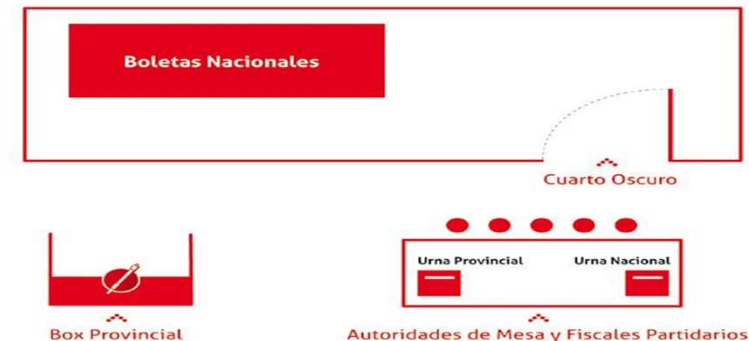 Boletas Nacionales
Cuarto Oscuro
Urna Provincial
Urna Nacional
Box Provincial
Autoridades de Mesa y Fiscales Partidarios